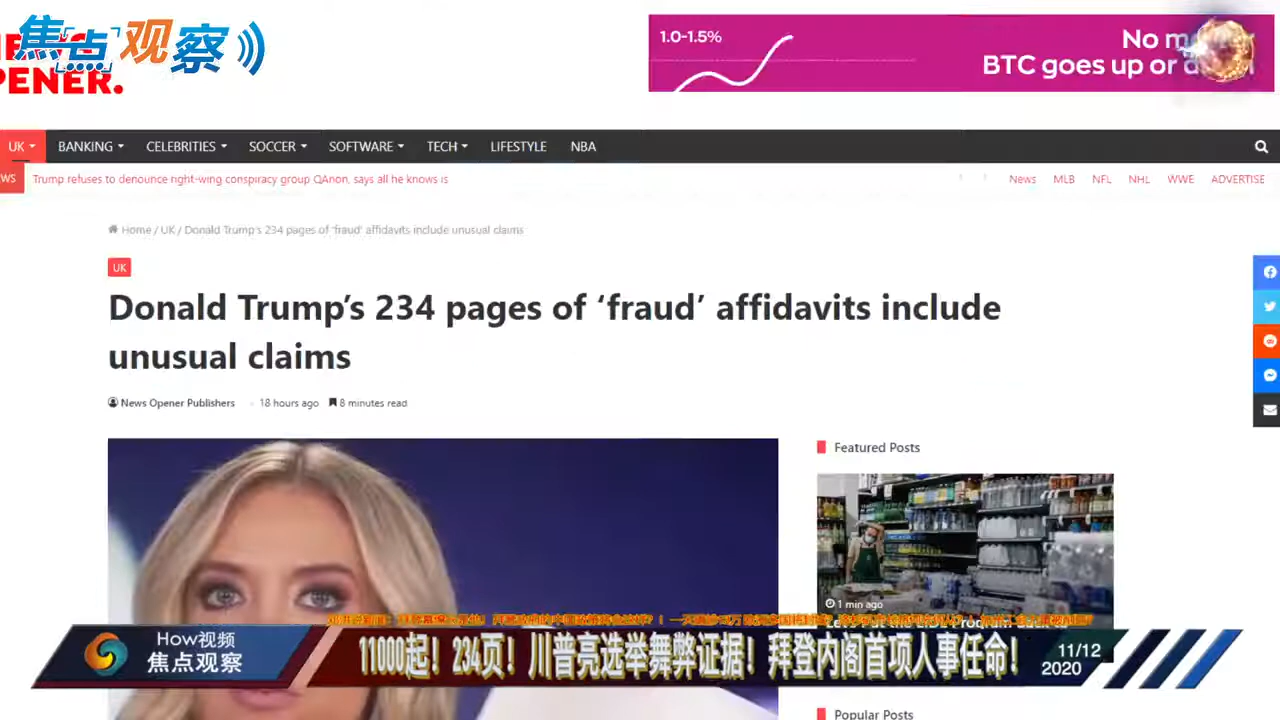 焦点观察
PENER.
1.0-1.5%
BTC goes up or
UK
BANKING
CELEBRITIES
SOCCER
SOFTWARE
TECH
LIFESTYLE
NBA
WS
Trump refuses to denounce right-wing conspiracy group QAnon, says all he knows is
News
MLB
NFL
NHL
WWE
ADVERTISE
Home / UK / Donald Trump's 234 pages of 'fraud' affidavits include unusual claims
UK
Donald Trump's 234 pages of ‘fraud’ affidavits include
unusual claims
News Opener Publishers
18 hours ago
8 minutes read
Featured Posts
1 min ago
How视频
焦点观察
11000起！234页！川普亮选举舞弊证据！拜登内阁首项人事任命！
11/12
2020
Popular Posts